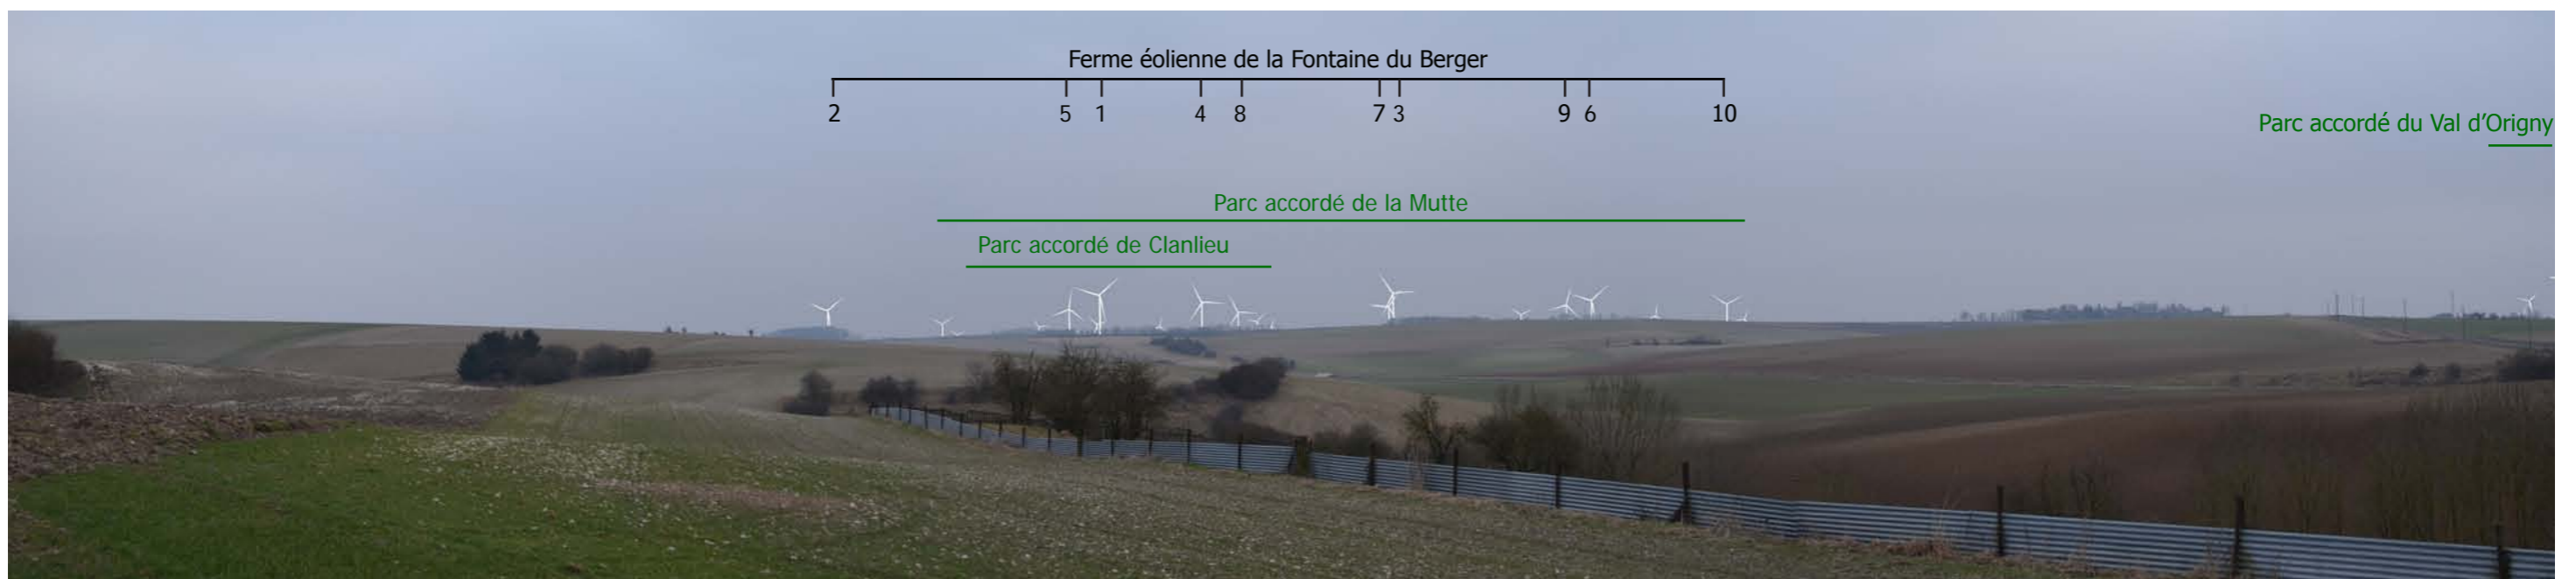 Ferme éolienne de la Fontaine du Berger
2 5 1 4 8 7 3 9 6 10
Parc accordé du Val d'Origny
Parc accordé de la Mutte
Parc accordé de Clanlieu